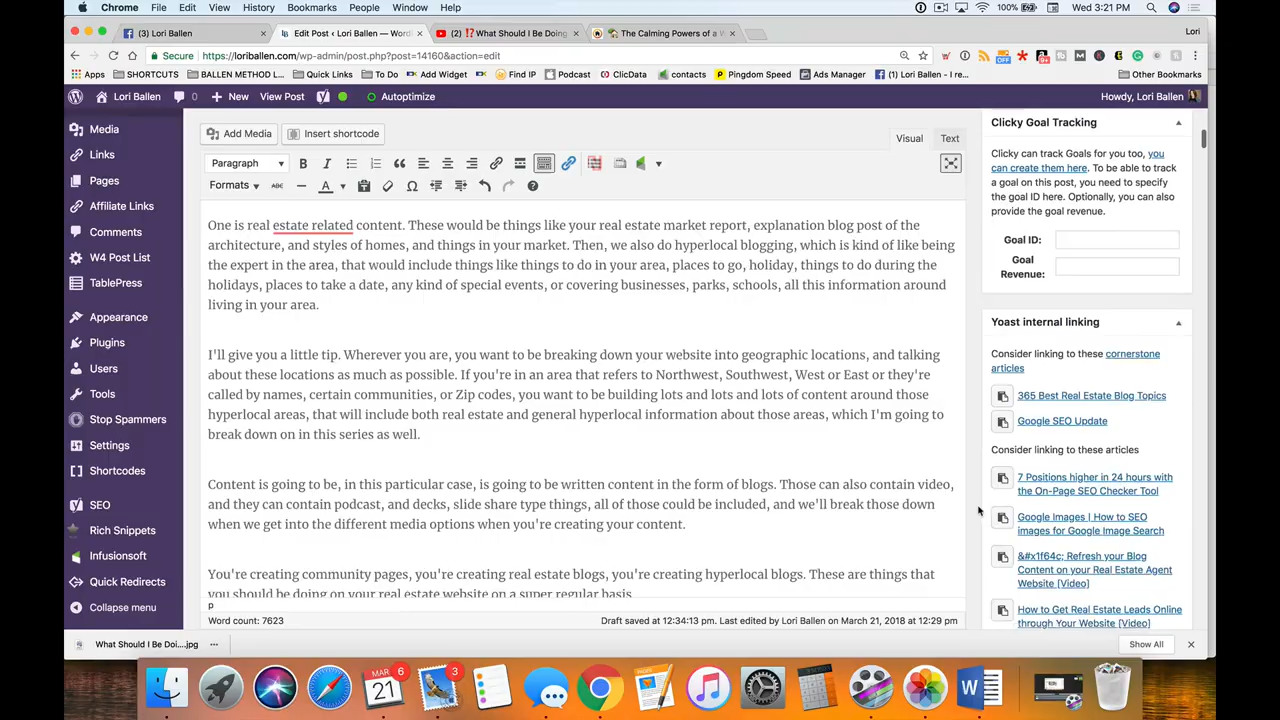 Chrome File Edit View History Bookmarks People Window Help 100% Wed 3:21 PM
(3) Lori Ballen × Edit Post ‹ Lori Ballen — Word × (2) ⁉️What Should I Be Doing × 🏡 The Calming Powers of a W × Lori
Secure https://loriballen.com/wp-admin/post.php?post=14160&action=edit
Apps SHORTCUTS BALLEN METHOD L... Quick Links To Do Add Widget Find IP Podcast ClicData contacts Pingdom Speed Ads Manager (1) Lori Ballen - I re... Other Bookmarks
Lori Ballen 0 + New View Post Autoptimize Howdy, Lori Ballen
Media
Links
Pages
Affiliate Links
Comments
W4 Post List
TablePress
Appearance
Plugins
Users
Tools
Stop Spammers
Settings
Shortcodes
SEO
Rich Snippets
Infusionsoft
Quick Redirects
Collapse menu
Add Media Insert shortcode
Visual Text
Paragraph B I
Formats ABC A Ω
One is real estate related content. These would be things like your real estate market report, explanation blog post of the
architecture, and styles of homes, and things in your market. Then, we also do hyperlocal blogging, which is kind of like being
the expert in the area, that would include things like things to do in your area, places to go, holiday, things to do during the
holidays, places to take a date, any kind of special events, or covering businesses, parks, schools, all this information around
living in your area.
I'll give you a little tip. Wherever you are, you want to be breaking down your website into geographic locations, and talking
about these locations as much as possible. If you're in an area that refers to Northwest, Southwest, West or East or they're
called by names, certain communities, or Zip codes, you want to be building lots and lots and lots of content around those
hyperlocal areas, that will include both real estate and general hyperlocal information about those areas, which I'm going to
break down on in this series as well.
Content is going to be, in this particular case, is going to be written content in the form of blogs. Those can also contain video,
and they can contain podcast, and decks, slide share type things, all of those could be included, and we'll break those down
when we get into the different media options when you're creating your content.
You're creating community pages, you're creating real estate blogs, you're creating hyperlocal blogs. These are things that
you should be doing on your real estate website on a super regular basis
p
Word count: 7623 Draft saved at 12:34:13 pm. Last edited by Lori Ballen on March 21, 2018 at 12:29 pm
Clicky Goal Tracking
Clicky can track Goals for you too, you
can create them here. To be able to track
a goal on this post, you need to specify
the goal ID here. Optionally, you can also
provide the goal revenue.
Goal ID:
Goal
Revenue:
Yoast internal linking
Consider linking to these cornerstone
articles
365 Best Real Estate Blog Topics
Google SEO Update
Consider linking to these articles
7 Positions higher in 24 hours with
the On-Page SEO Checker Tool
Google Images | How to SEO
images for Google Image Search
&#x1f64c; Refresh your Blog
Content on your Real Estate Agent
Website [Video]
How to Get Real Estate Leads Online
through Your Website [Video]
What Should I Be Doi....jpg Show All
MAR 21 6 3 W